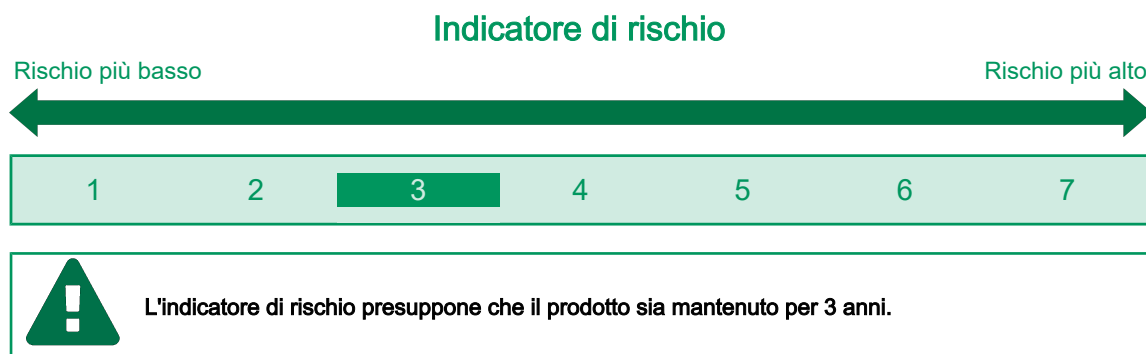 Indicatore di rischio
Rischio più basso Rischio più alto
1 2 3 4 5 6 7
L'indicatore di rischio presuppone che il prodotto sia mantenuto per 3 anni.